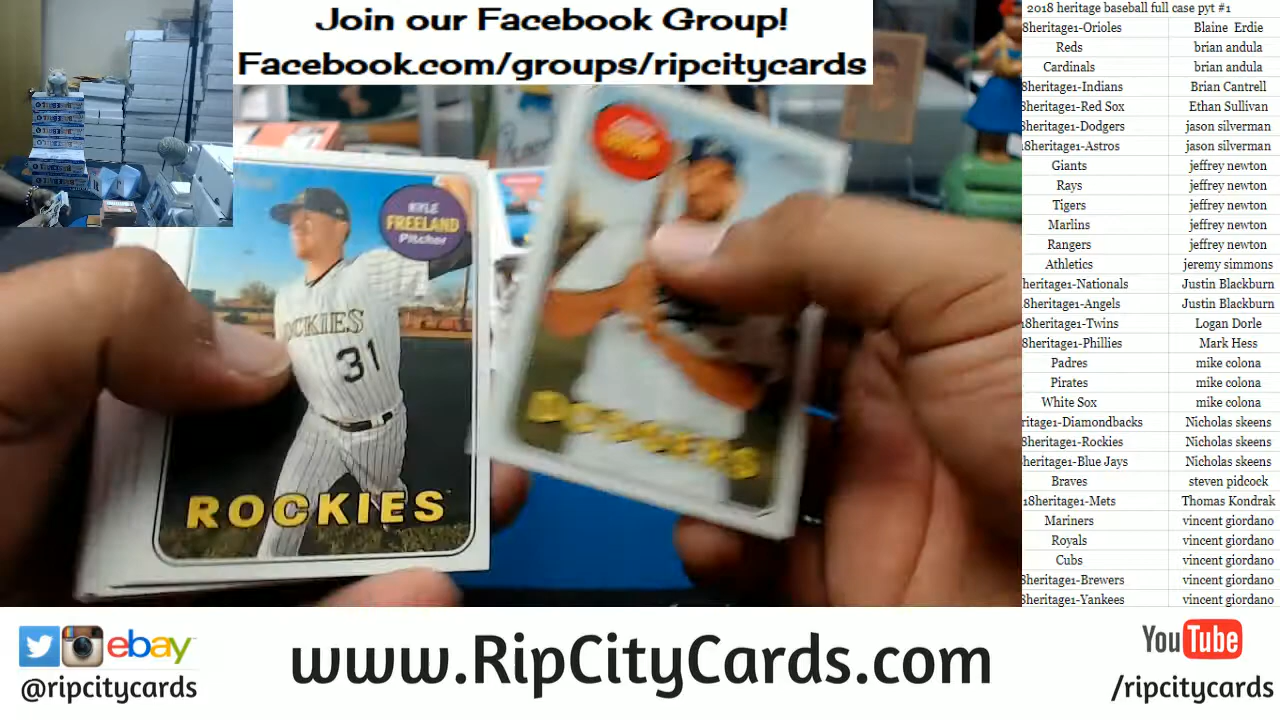 Join our Facebook Group!
Facebook.com/groups/ripcitycards
KYLE
FREELAND
Pitcher
ROCKIES
31
ROCKIES
2018 heritage baseball full case pyt #1
8heritage1-Orioles Blaine Erdie
Reds brian andula
Cardinals brian andula
8heritage1-Indians Brian Cantrell
8heritage1-Red Sox Ethan Sullivan
8heritage1-Dodgers jason silverman
8heritage1-Astros jason silverman
Giants jeffrey newton
Rays jeffrey newton
Tigers jeffrey newton
Marlins jeffrey newton
Rangers jeffrey newton
Athletics jeremy simmons
heritage1-Nationals Justin Blackburn
8heritage1-Angels Justin Blackburn
8heritage1-Twins Logan Dorle
8heritage1-Phillies Mark Hess
Padres mike colona
Pirates mike colona
White Sox mike colona
ritage1-Diamondbacks Nicholas skeens
8heritage1-Rockies Nicholas skeens
heritage1-Blue Jays Nicholas skeens
Braves steven pidcock
18heritage1-Mets Thomas Kondrak
Mariners vincent giordano
Royals vincent giordano
Cubs vincent giordano
8heritage1-Brewers vincent giordano
8heritage1-Yankees vincent giordano
ebay
@ripcitycards
www.RipCityCards.com
YouTube
/ripcitycards